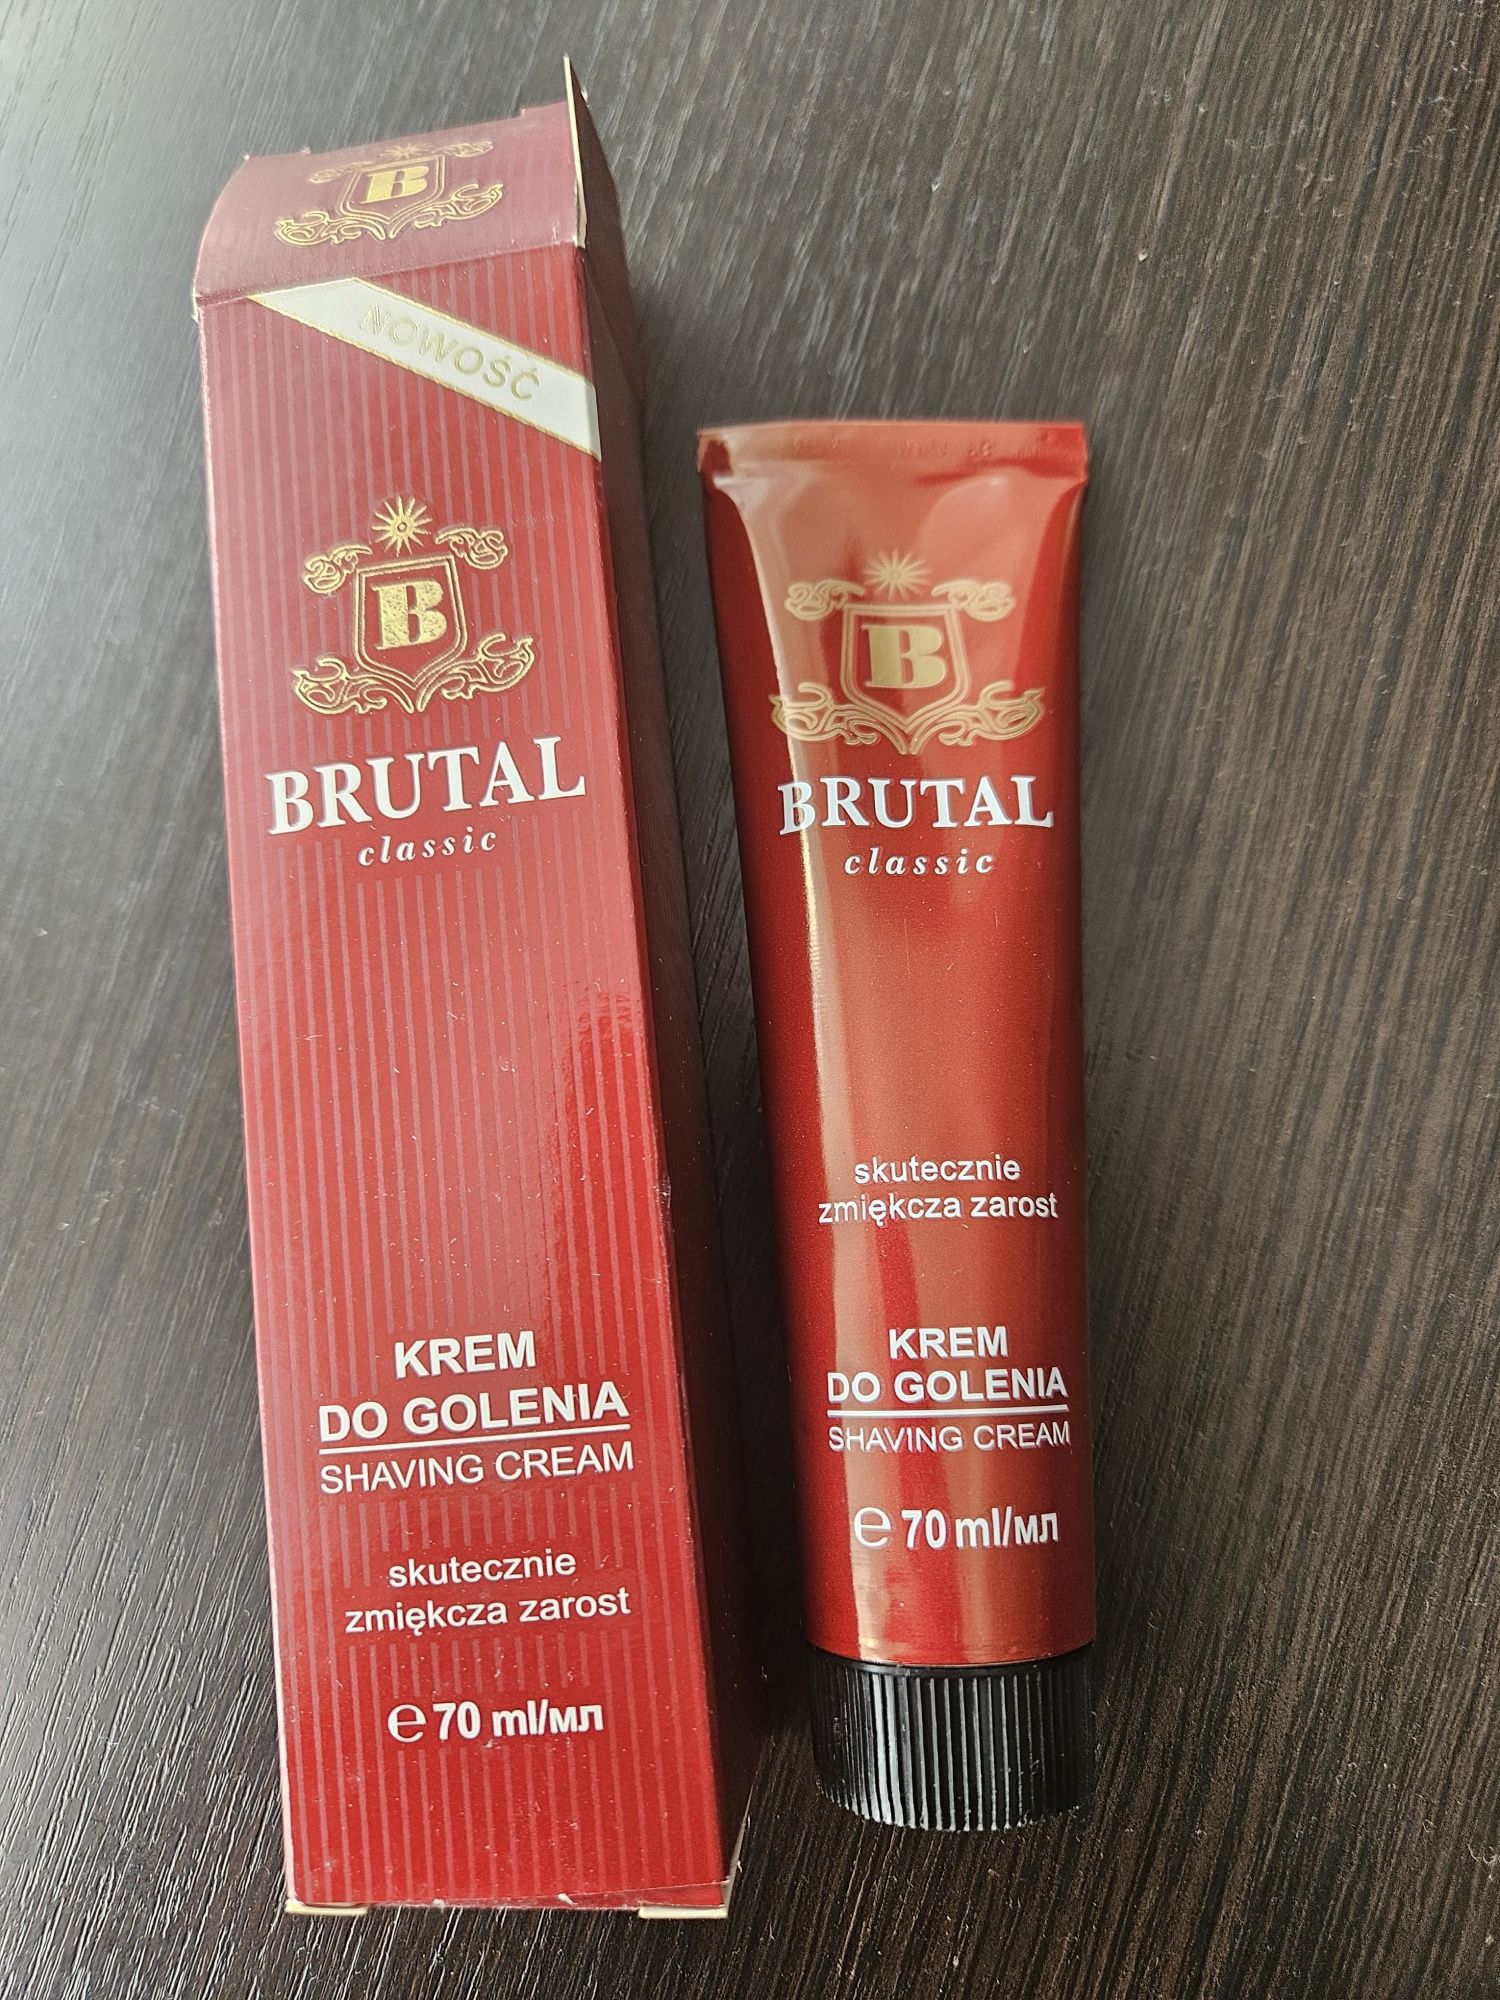 B
NOWOŚĆ
B
BRUTAL
classic
KREM
DO GOLENIA
SHAVING CREAM
skutecznie
zmiękcza zarost
℮ 70 ml/мл
B
BRUTAL
classic
skutecznie
zmiękcza zarost
KREM
DO GOLENIA
SHAVING CREAM
℮ 70 ml/мл